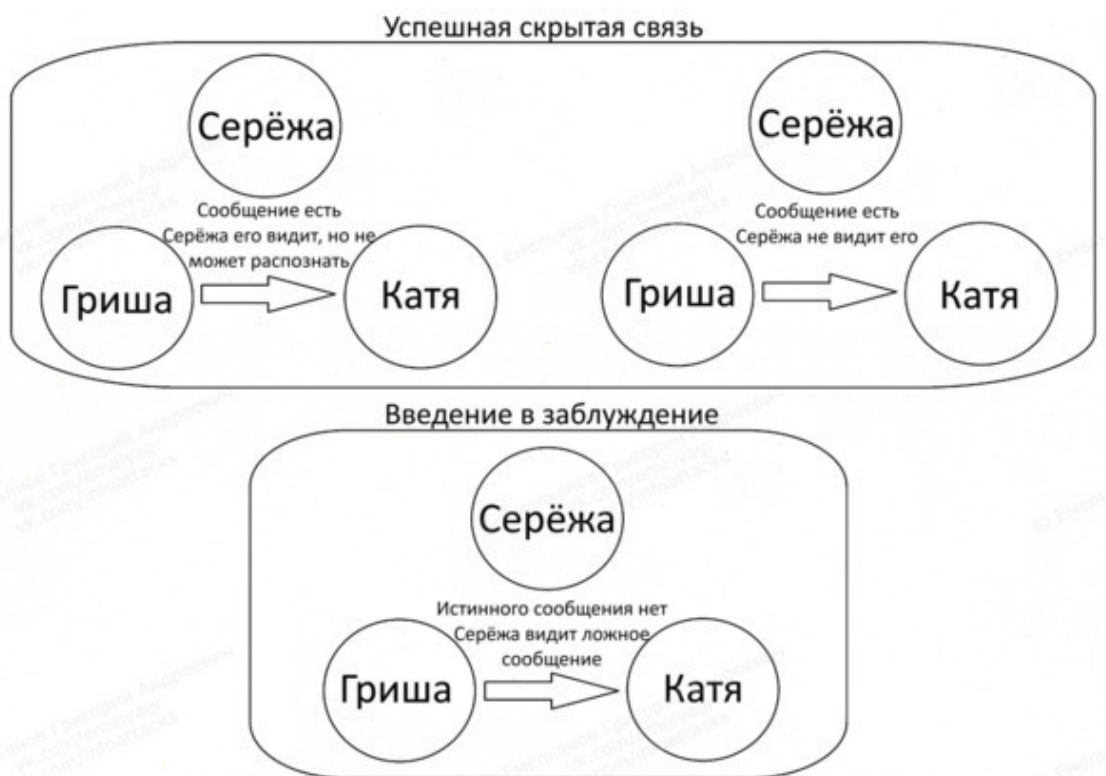 Успешная скрытая связь
Серёжа
Сообщение есть
Серёжа его видит, но не
может распознать
Гриша
Катя
Серёжа
Сообщение есть
Серёжа не видит его
Гриша
Катя
Введение в заблуждение
Серёжа
Истинного сообщения нет
Серёжа видит ложное
сообщение
Гриша
Катя